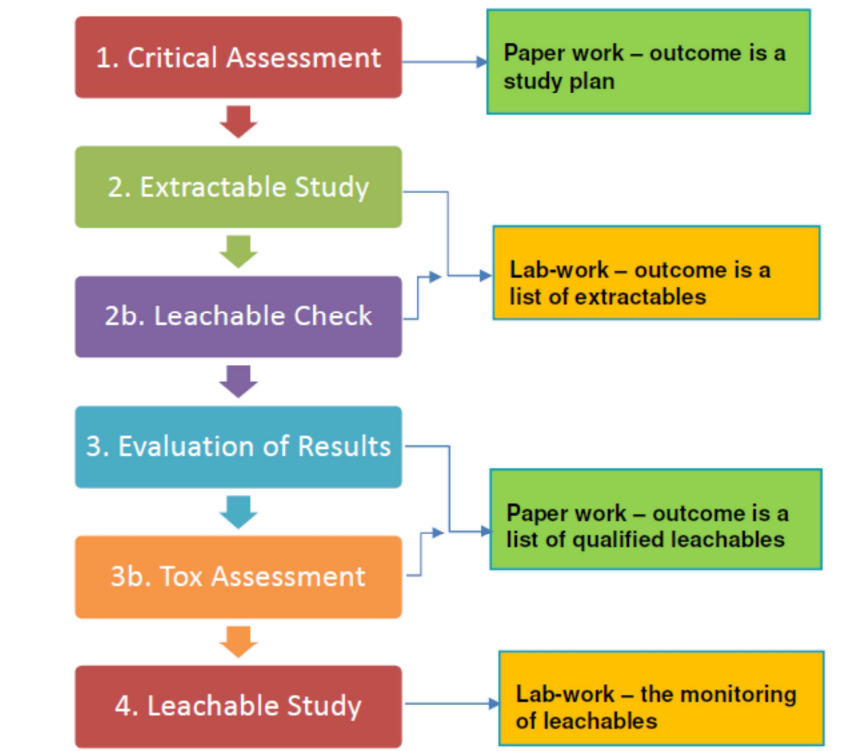 1. Critical Assessment
Paper work – outcome is a
study plan
2. Extractable Study
Lab-work – outcome is a
list of extractables
2b. Leachable Check
3. Evaluation of Results
Paper work – outcome is a
list of qualified leachables
3b. Tox Assessment
4. Leachable Study
Lab-work – the monitoring
of leachables